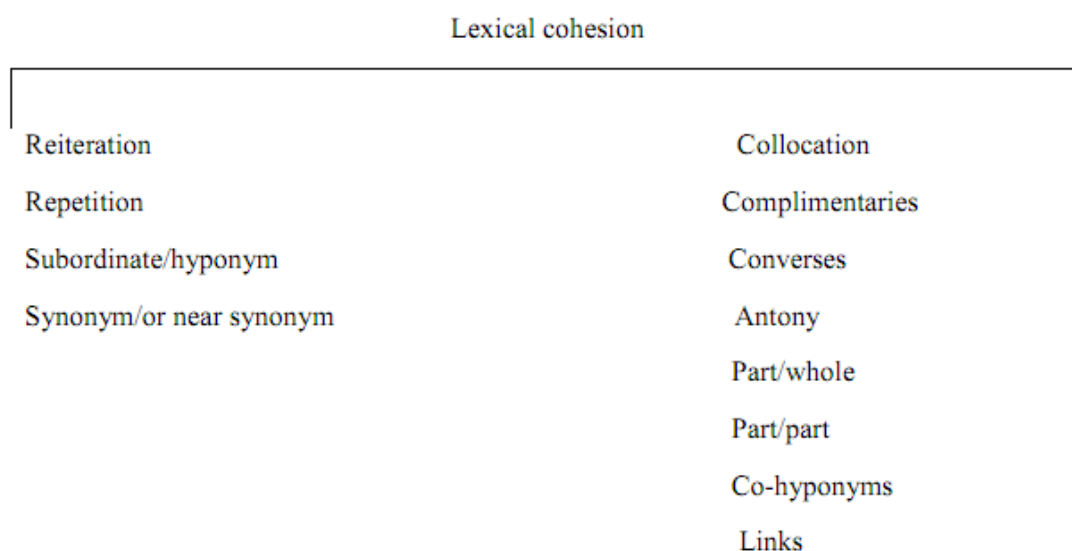 Lexical cohesion
Reiteration Collocation
Repetition Complimentaries
Subordinate/hyponym Converses
Synonym/or near synonym Antony
Part/whole
Part/part
Co-hyponyms
Links